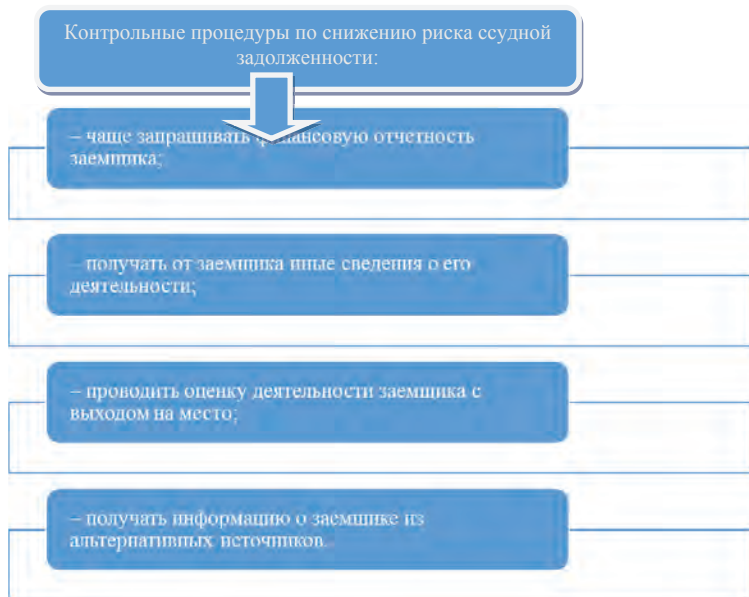 Контрольные процедуры по снижению риска ссудной
задолженности:
– чаще запрашивать финансовую отчетность
заемщика;
– получать от заемщика иные сведения о его
деятельности;
– проводить оценку деятельности заемщика с
выходом на место;
– получать информацию о заемщике из
альтернативных источников.